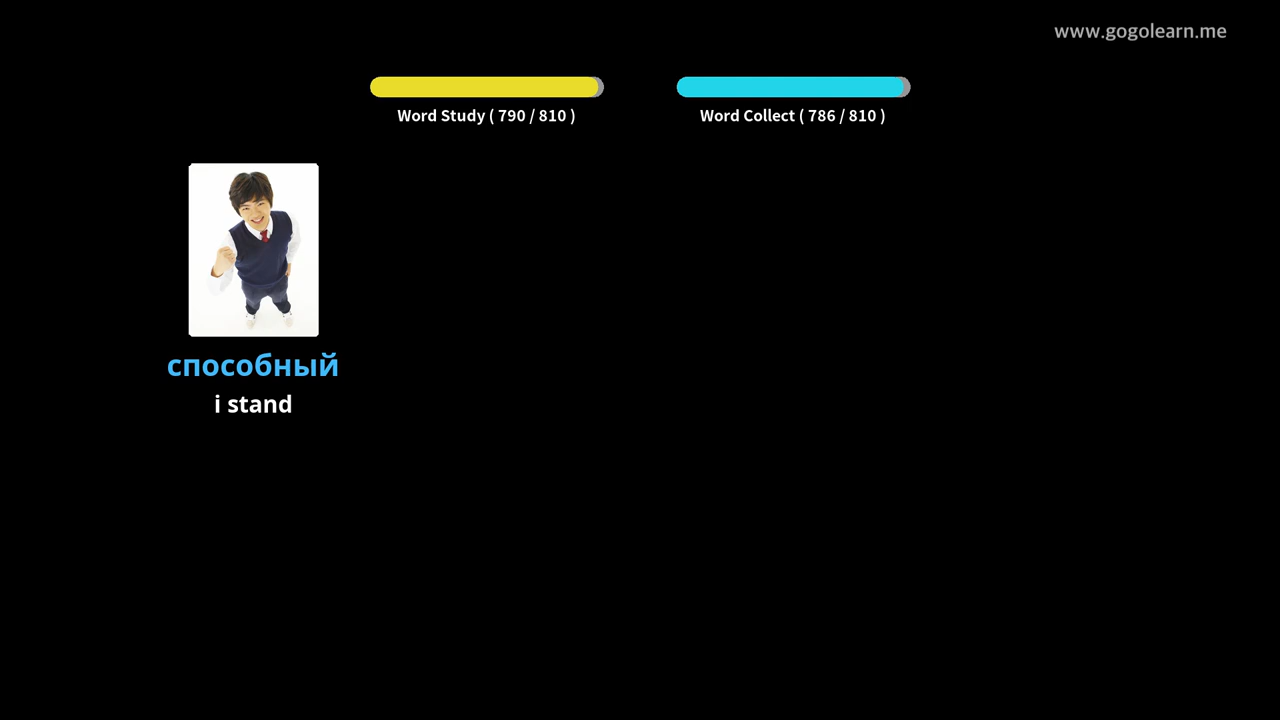 www.gogolearn.me
Word Study ( 790 / 810 )
Word Collect ( 786 / 810 )
способный
i stand